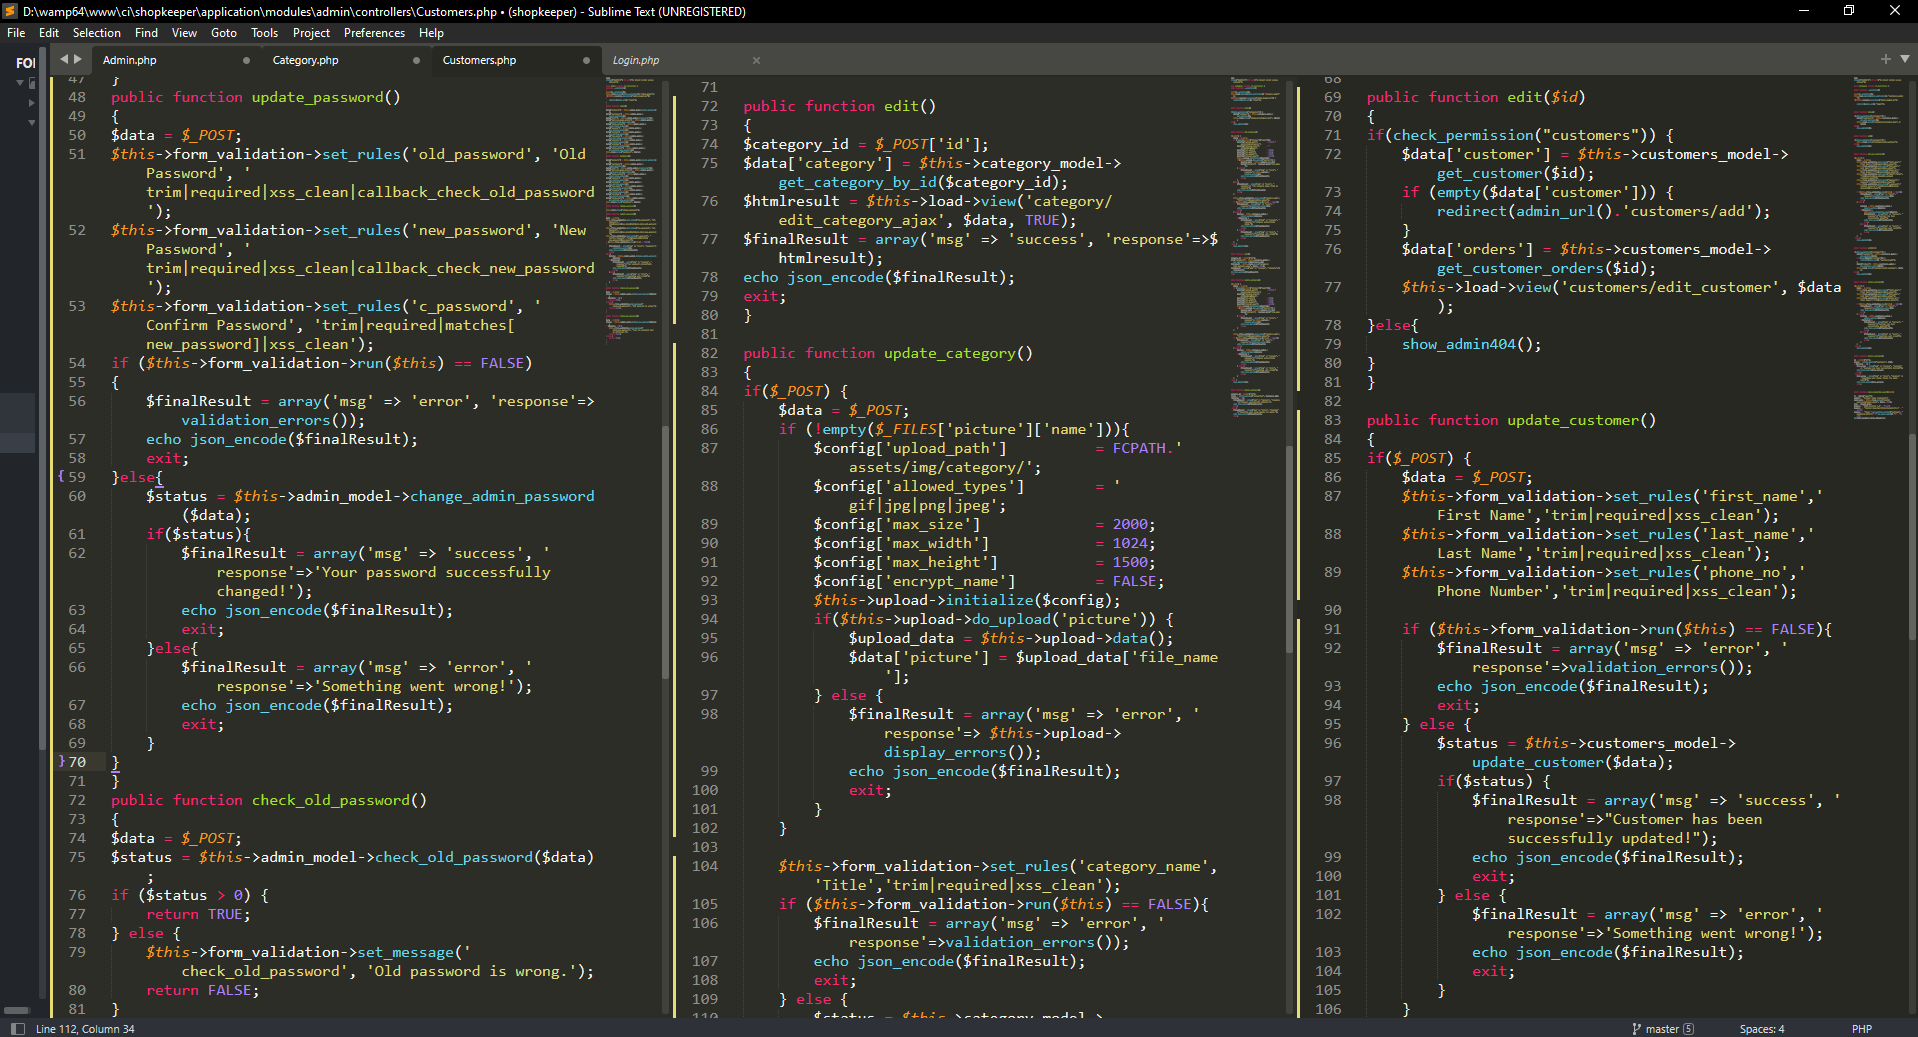 D:\wamp64\www\ci\shopkeeper\application\modules\admin\controllers\Customers.php • (shopkeeper) - Sublime Text (UNREGISTERED)
File Edit Selection Find View Goto Tools Project Preferences Help
FOI
Admin.php Category.php Customers.php Login.php
47 }
48 public function update_password()
49 {
50 $data = $_POST;
51 $this->form_validation->set_rules('old_password', 'Old
Password', '
trim|required|xss_clean|callback_check_old_password
');
52 $this->form_validation->set_rules('new_password', 'New
Password', '
trim|required|xss_clean|callback_check_new_password
');
53 $this->form_validation->set_rules('c_password', '
Confirm Password', 'trim|required|matches[
new_password]|xss_clean');
54 if ($this->form_validation->run($this) == FALSE)
55 {
56 $finalResult = array('msg' => 'error', 'response'=>
validation_errors());
57 echo json_encode($finalResult);
58 exit;
59 }else{
60 $status = $this->admin_model->change_admin_password
($data);
61 if($status){
62 $finalResult = array('msg' => 'success', '
response'=>'Your password successfully
changed!');
63 echo json_encode($finalResult);
64 exit;
65 }else{
66 $finalResult = array('msg' => 'error', '
response'=>'Something went wrong!');
67 echo json_encode($finalResult);
68 exit;
69 }
70 }
71 }
72 public function check_old_password()
73 {
74 $data = $_POST;
75 $status = $this->admin_model->check_old_password($data)
;
76 if ($status > 0) {
77 return TRUE;
78 } else {
79 $this->form_validation->set_message('
check_old_password', 'Old password is wrong.');
80 return FALSE;
81 }
71
72 public function edit()
73 {
74 $category_id = $_POST['id'];
75 $data['category'] = $this->category_model->
get_category_by_id($category_id);
76 $htmlresult = $this->load->view('category/
edit_category_ajax', $data, TRUE);
77 $finalResult = array('msg' => 'success', 'response'=>$
htmlresult);
78 echo json_encode($finalResult);
79 exit;
80 }
81
82 public function update_category()
83 {
84 if($_POST) {
85 $data = $_POST;
86 if (!empty($_FILES['picture']['name'])){
87 $config['upload_path'] = FCPATH.'
assets/img/category/';
88 $config['allowed_types'] = '
gif|jpg|png|jpeg';
89 $config['max_size'] = 2000;
90 $config['max_width'] = 1024;
91 $config['max_height'] = 1500;
92 $config['encrypt_name'] = FALSE;
93 $this->upload->initialize($config);
94 if($this->upload->do_upload('picture')) {
95 $upload_data = $this->upload->data();
96 $data['picture'] = $upload_data['file_name
'];
97 } else {
98 $finalResult = array('msg' => 'error', '
response'=> $this->upload->
display_errors());
99 echo json_encode($finalResult);
100 exit;
101 }
102 }
103
104 $this->form_validation->set_rules('category_name',
'Title','trim|required|xss_clean');
105 if ($this->form_validation->run($this) == FALSE){
106 $finalResult = array('msg' => 'error', '
response'=>validation_errors());
107 echo json_encode($finalResult);
108 exit;
109 } else {
110 $status = $this->category_model->
68
69 public function edit($id)
70 {
71 if(check_permission("customers")) {
72 $data['customer'] = $this->customers_model->
get_customer($id);
73 if (empty($data['customer'])) {
74 redirect(admin_url().'customers/add');
75 }
76 $data['orders'] = $this->customers_model->
get_customer_orders($id);
77 $this->load->view('customers/edit_customer', $data
);
78 }else{
79 show_admin404();
80 }
81 }
82
83 public function update_customer()
84 {
85 if($_POST) {
86 $data = $_POST;
87 $this->form_validation->set_rules('first_name','
First Name','trim|required|xss_clean');
88 $this->form_validation->set_rules('last_name','
Last Name','trim|required|xss_clean');
89 $this->form_validation->set_rules('phone_no','
Phone Number','trim|required|xss_clean');
90
91 if ($this->form_validation->run($this) == FALSE){
92 $finalResult = array('msg' => 'error', '
response'=>validation_errors());
93 echo json_encode($finalResult);
94 exit;
95 } else {
96 $status = $this->customers_model->
update_customer($data);
97 if($status) {
98 $finalResult = array('msg' => 'success', '
response'=>"Customer has been
successfully updated!");
99 echo json_encode($finalResult);
100 exit;
101 } else {
102 $finalResult = array('msg' => 'error', '
response'=>'Something went wrong!');
103 echo json_encode($finalResult);
104 exit;
105 }
106 }
Line 112, Column 34 master 5 Spaces: 4 PHP